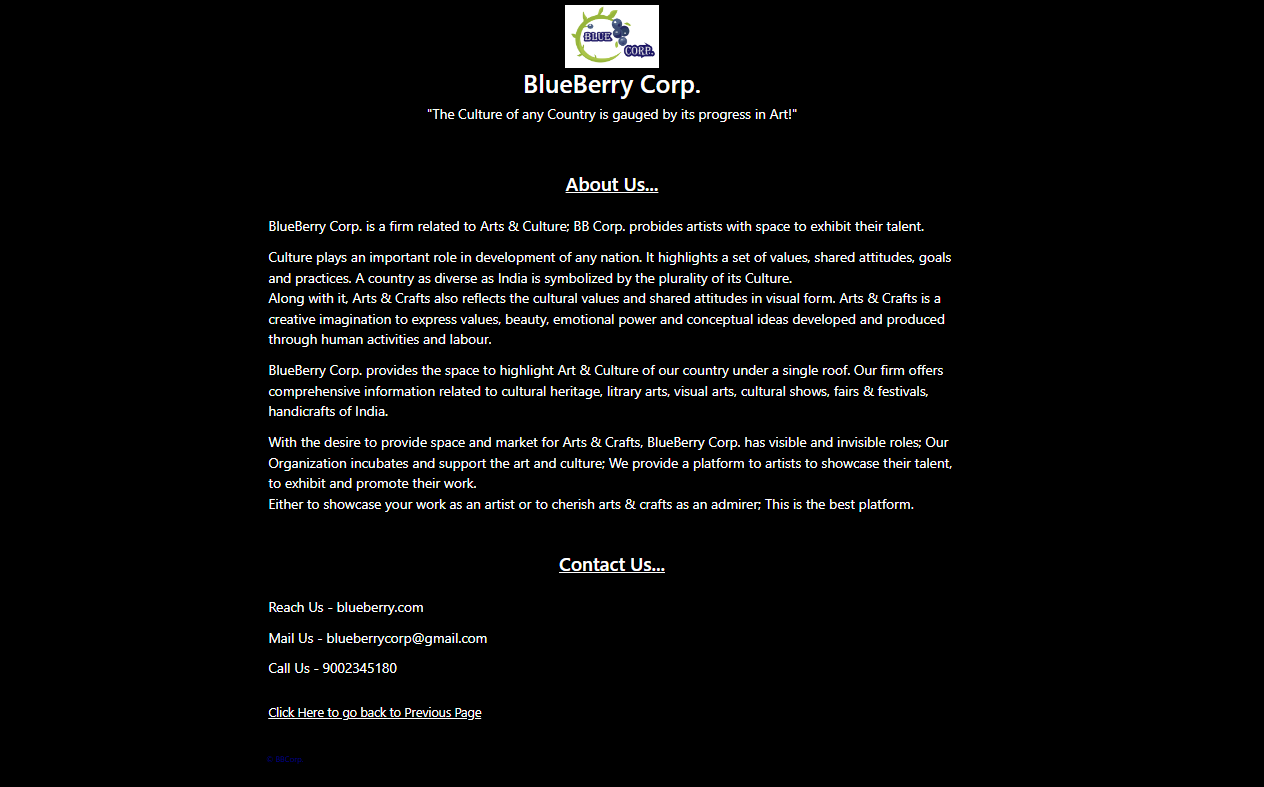 BLUE
CORP.
BlueBerry Corp.
"The Culture of any Country is gauged by its progress in Art!"
About Us...
BlueBerry Corp. is a firm related to Arts & Culture; BB Corp. probides artists with space to exhibit their talent.
Culture plays an important role in development of any nation. It highlights a set of values, shared attitudes, goals
and practices. A country as diverse as India is symbolized by the plurality of its Culture.
Along with it, Arts & Crafts also reflects the cultural values and shared attitudes in visual form. Arts & Crafts is a
creative imagination to express values, beauty, emotional power and conceptual ideas developed and produced
through human activities and labour.
BlueBerry Corp. provides the space to highlight Art & Culture of our country under a single roof. Our firm offers
comprehensive information related to cultural heritage, litrary arts, visual arts, cultural shows, fairs & festivals,
handicrafts of India.
With the desire to provide space and market for Arts & Crafts, BlueBerry Corp. has visible and invisible roles; Our
Organization incubates and support the art and culture; We provide a platform to artists to showcase their talent,
to exhibit and promote their work.
Either to showcase your work as an artist or to cherish arts & crafts as an admirer; This is the best platform.
Contact Us...
Reach Us - blueberry.com
Mail Us - blueberrycorp@gmail.com
Call Us - 9002345180
Click Here to go back to Previous Page